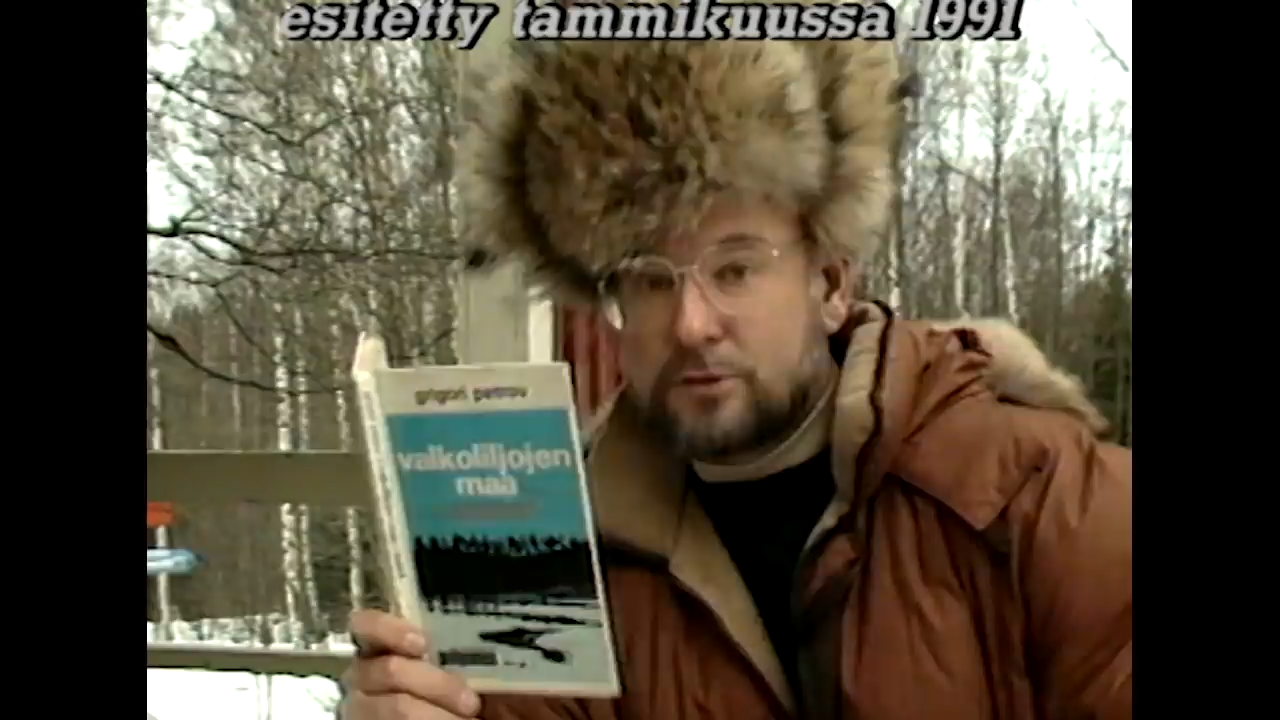 esitetty tammikuussa 1991
grigori petrov
valkoliljojen
maa